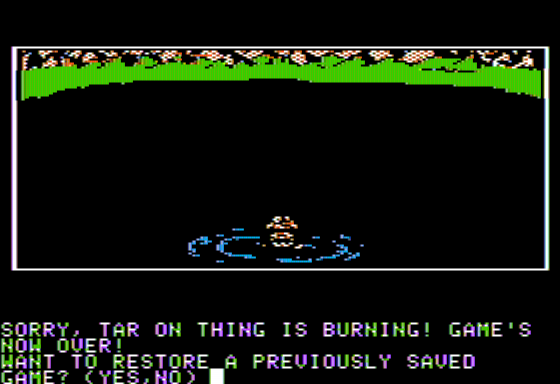 SORRY, TAR ON THING IS BURNING! GAME'S
NOW OVER!
WANT TO RESTORE A PREVIOUSLY SAVED
GAME? (YES,NO)